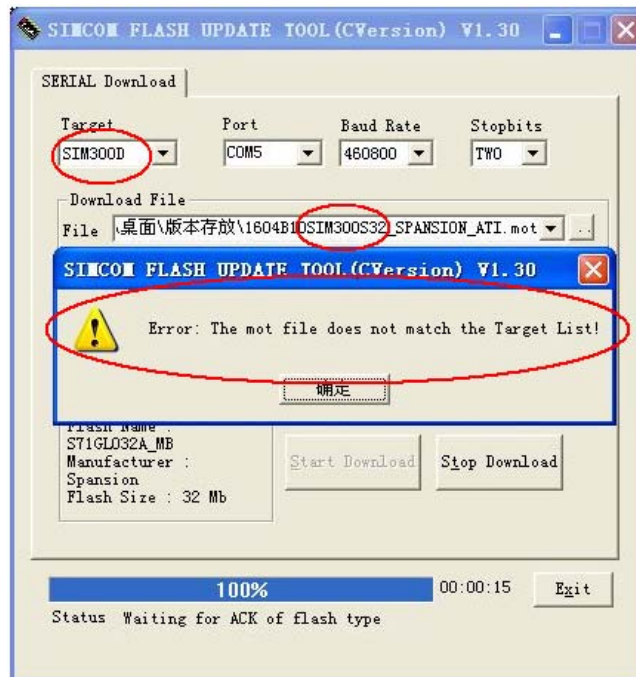 SIMCOM FLASH UPDATE TOOL(CVersion) V1.30
SERIAL Download
Target Port Baud Rate Stopbits
SIM300D COM5 460800 TWO
Download File
File \桌面\版本存放\1604B10SIM300S32_SPANSION_ATI.mot ..
SIMCOM FLASH UPDATE TOOL(CVersion) V1.30
Error: The mot file does not match the Target List!
确定
Flash Name :
S71GL032A_MB
Manufacturer :
Spansion
Flash Size : 32 Mb
Start Download Stop Download
100% 00:00:15 Exit
Status Waiting for ACK of flash type